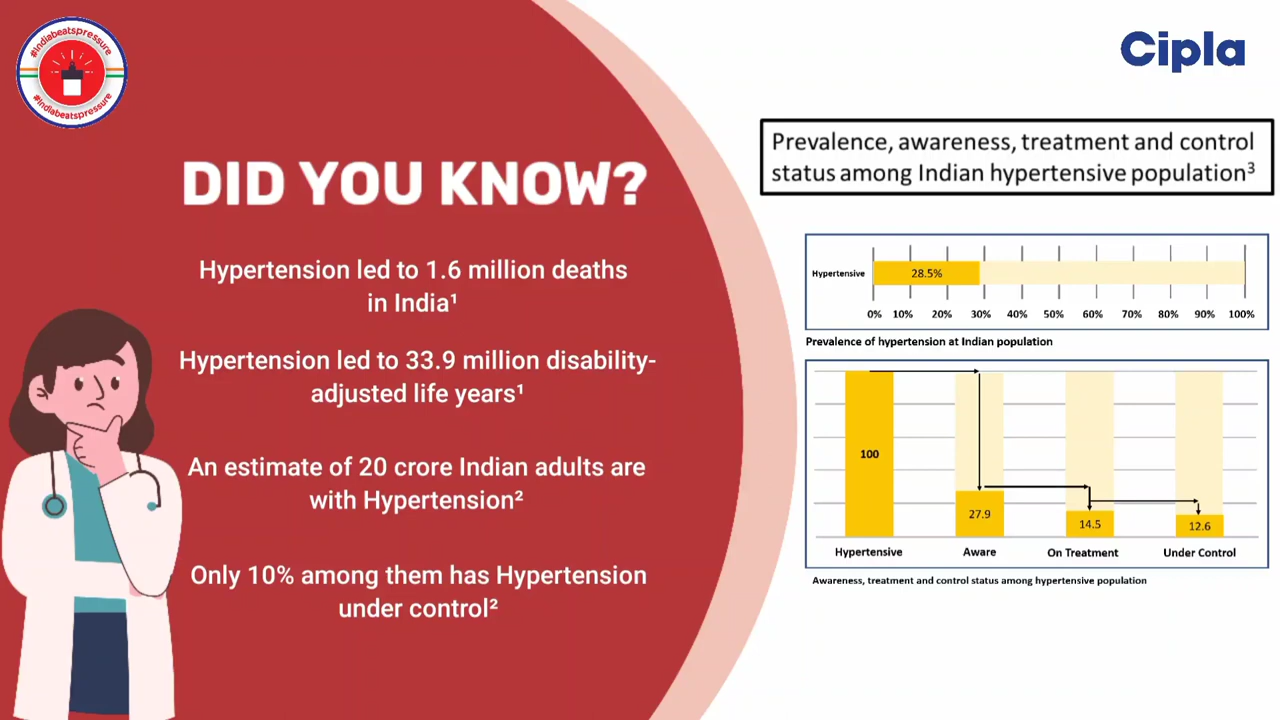 #Indiabeatspressure
#Indiabeatspressure
Cipla
DID YOU KNOW?
Hypertension led to 1.6 million deaths
in India¹
Hypertension led to 33.9 million disability-
adjusted life years¹
An estimate of 20 crore Indian adults are
with Hypertension²
Only 10% among them has Hypertension
under control²
Prevalence, awareness, treatment and control
status among Indian hypertensive population³
Hypertensive
28.5%
0% 10% 20% 30% 40% 50% 60% 70% 80% 90% 100%
Prevalence of hypertension at Indian population
100
27.9
14.5
12.6
Hypertensive Aware On Treatment Under Control
Awareness, treatment and control status among hypertensive population